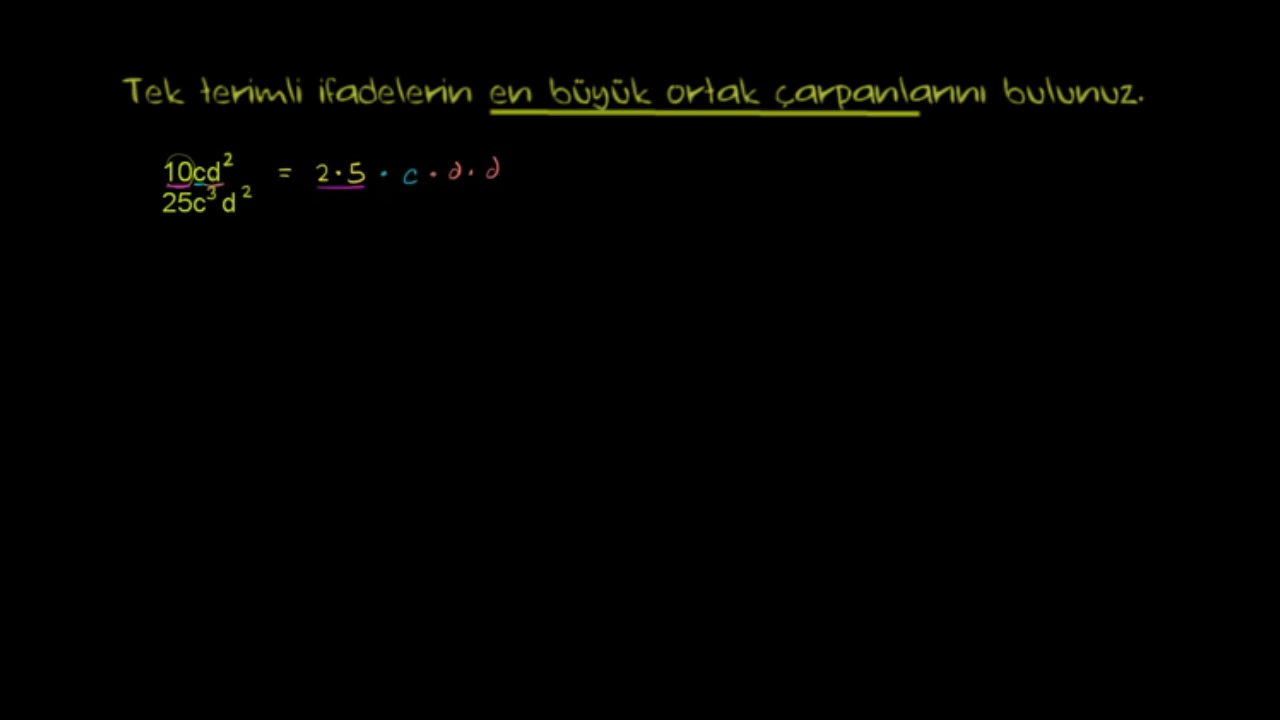 Tek terimli ifadelerin en büyük ortak çarpanlarını bulunuz.
10cd² = 2 · 5 · c · d · d
25c³d²